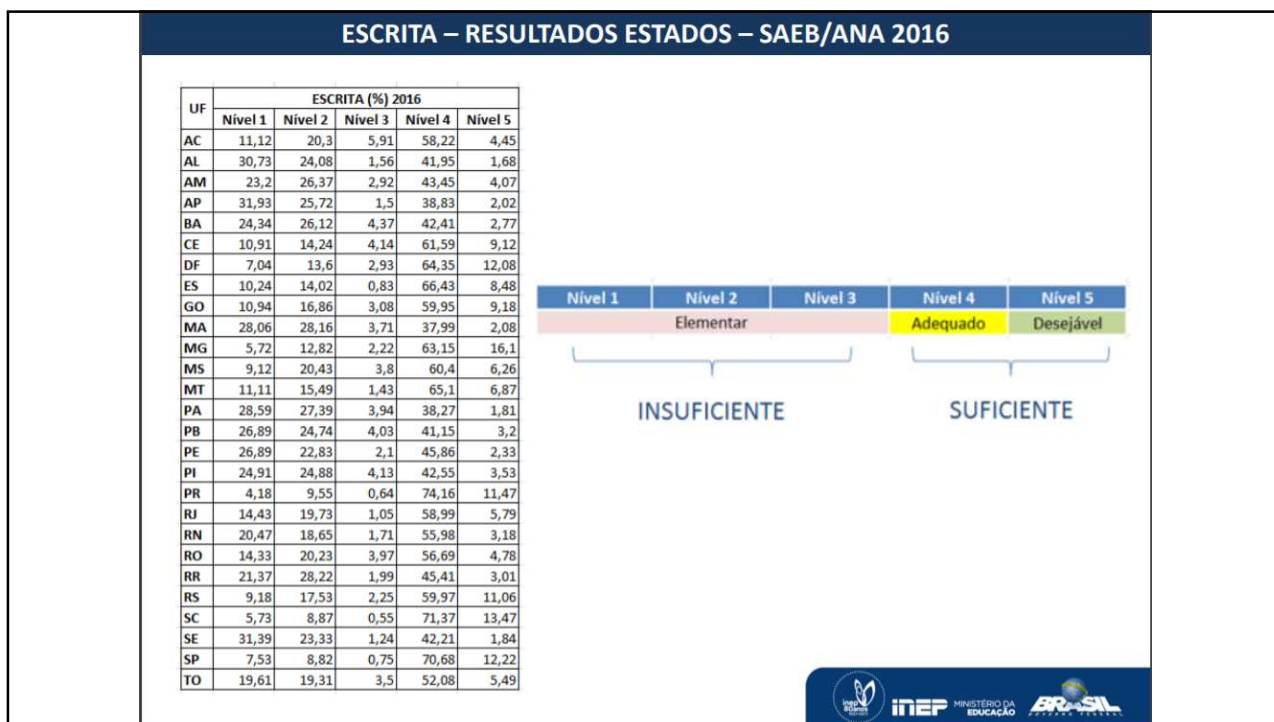 ESCRITA – RESULTADOS ESTADOS – SAEB/ANA 2016
UF ESCRITA (%) 2016
Nível 1 Nível 2 Nível 3 Nível 4 Nível 5
AC 11,12 20,3 5,91 58,22 4,45
AL 30,73 24,08 1,56 41,95 1,68
AM 23,2 26,37 2,92 43,45 4,07
AP 31,93 25,72 1,5 38,83 2,02
BA 24,34 26,12 4,37 42,41 2,77
CE 10,91 14,24 4,14 61,59 9,12
DF 7,04 13,6 2,93 64,35 12,08
ES 10,24 14,02 0,83 66,43 8,48
GO 10,94 16,86 3,08 59,95 9,18
MA 28,06 28,16 3,71 37,99 2,08
MG 5,72 12,82 2,22 63,15 16,1
MS 9,12 20,43 3,8 60,4 6,26
MT 11,11 15,49 1,43 65,1 6,87
PA 28,59 27,39 3,94 38,27 1,81
PB 26,89 24,74 4,03 41,15 3,2
PE 26,89 22,83 2,1 45,86 2,33
PI 24,91 24,88 4,13 42,55 3,53
PR 4,18 9,55 0,64 74,16 11,47
RJ 14,43 19,73 1,05 58,99 5,79
RN 20,47 18,65 1,71 55,98 3,18
RO 14,33 20,23 3,97 56,69 4,78
RR 21,37 28,22 1,99 45,41 3,01
RS 9,18 17,53 2,25 59,97 11,06
SC 5,73 8,87 0,55 71,37 13,47
SE 31,39 23,33 1,24 42,21 1,84
SP 7,53 8,82 0,75 70,68 12,22
TO 19,61 19,31 3,5 52,08 5,49
Nível 1 Nível 2 Nível 3 Nível 4 Nível 5
Elementar Adequado Desejável
INSUFICIENTE SUFICIENTE
inep
80anos
inep
MINISTÉRIO DA
EDUCAÇÃO
BRASIL
GOVERNO FEDERAL